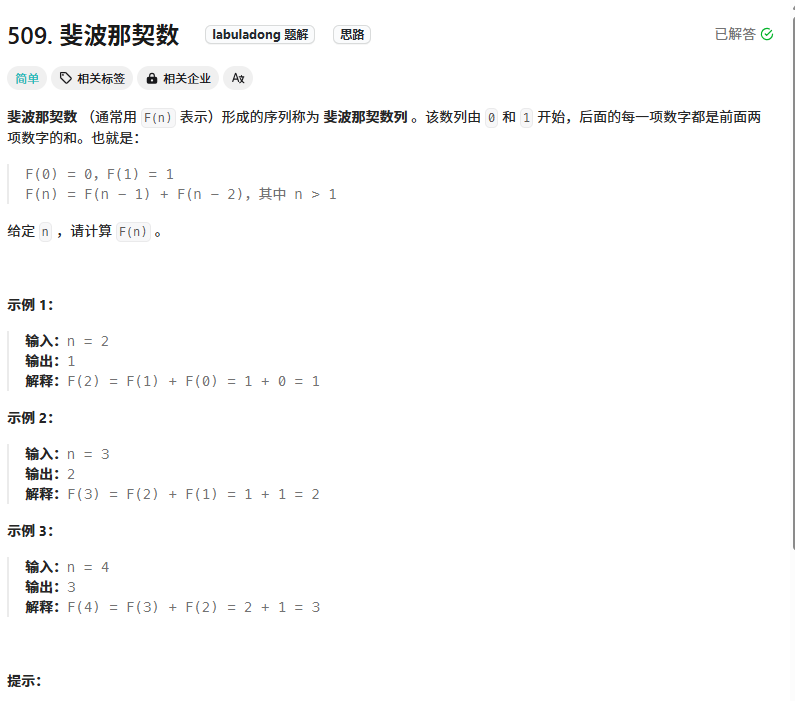 509. 斐波那契数 labuladong 题解 思路 已解答
简单 相关标签 相关企业 Ax
斐波那契数 （通常用 F(n) 表示）形成的序列称为 斐波那契数列 。该数列由 0 和 1 开始，后面的每一项数字都是前面两
项数字的和。也就是：
F(0) = 0，F(1) = 1
F(n) = F(n - 1) + F(n - 2)，其中 n > 1
给定 n ，请计算 F(n) 。
示例 1：
输入：n = 2
输出：1
解释：F(2) = F(1) + F(0) = 1 + 0 = 1
示例 2：
输入：n = 3
输出：2
解释：F(3) = F(2) + F(1) = 1 + 1 = 2
示例 3：
输入：n = 4
输出：3
解释：F(4) = F(3) + F(2) = 2 + 1 = 3
提示：